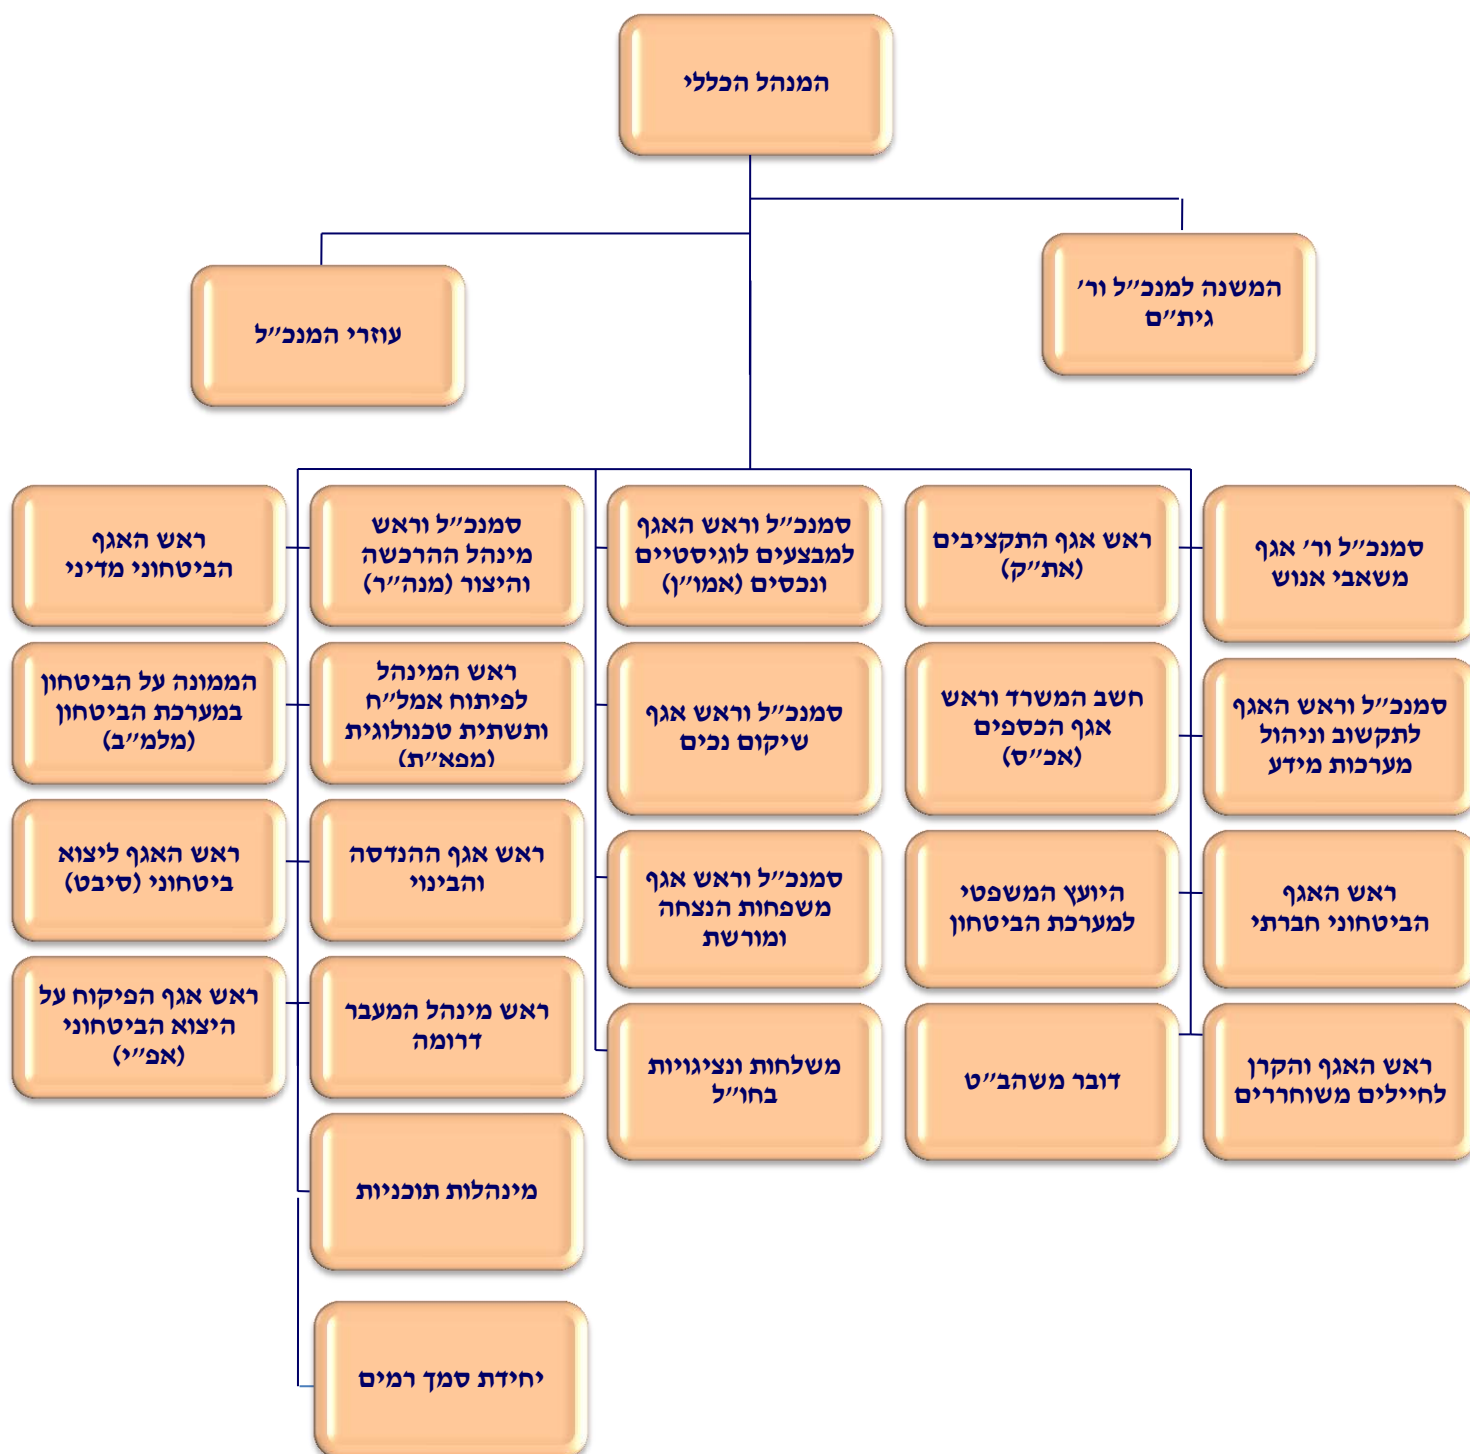 המנהל הכללי
המשנה למנכ״ל ור׳
גית״ם
עוזרי המנכ״ל
סמנכ״ל ור' אגף
משאבי אנוש
ראש אגף התקציבים
(את״ק)
סמנכ״ל וראש האגף
למבצעים לוגיסטיים
ונכסים (אמו״ן)
סמנכ״ל וראש
מינהל ההרכשה
והיצור (מנה״ר)
ראש האגף
הביטחוני מדיני
סמנכ״ל וראש האגף
לתקשוב וניהול
מערכות מידע
חשב המשרד וראש
אגף הכספים
(אכ״ס)
סמנכ״ל וראש אגף
שיקום נכים
ראש המינהל
לפיתוח אמל״ח
ותשתית טכנולוגית
(מפא״ת)
הממונה על הביטחון
במערכת הביטחון
(מלמ״ב)
ראש האגף
הביטחוני חברתי
היועץ המשפטי
למערכת הביטחון
סמנכ״ל וראש אגף
משפחות הנצחה
ומורשת
ראש אגף ההנדסה
והבינוי
ראש האגף ליצוא
ביטחוני (סיבט)
ראש האגף והקרן
לחיילים משוחררים
דובר משהב״ט
משלחות ונציגויות
בחו״ל
ראש מינהל המעבר
דרומה
ראש אגף הפיקוח על
היצוא הביטחוני
(אפ״י)
מינהלות תוכניות
יחידת סמך רמים